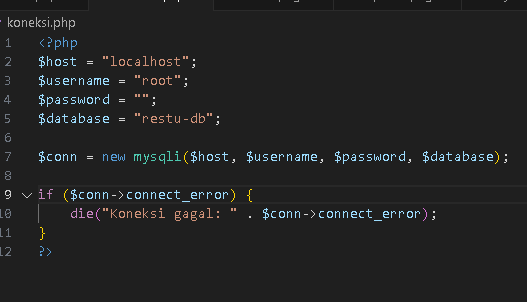 koneksi.php
1 <?php
2 $host = "localhost";
3 $username = "root";
4 $password = "";
5 $database = "restu-db";
6
7 $conn = new mysqli($host, $username, $password, $database);
8
9 if ($conn->connect_error) {
10 die("Koneksi gagal: " . $conn->connect_error);
11 }
12 ?>